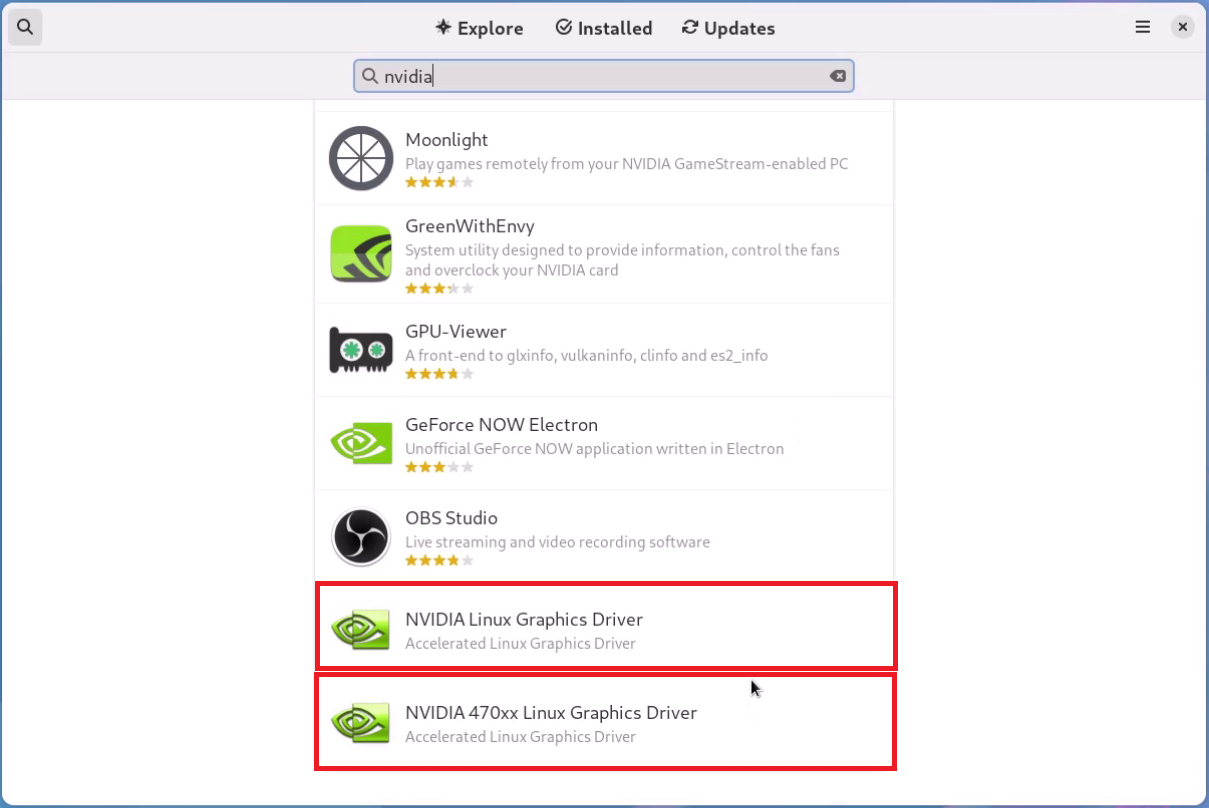 Explore
Installed
Updates
nvidia
Moonlight
Play games remotely from your NVIDIA GameStream-enabled PC
GreenWithEnvy
System utility designed to provide information, control the fans
and overclock your NVIDIA card
GPU-Viewer
A front-end to glxinfo, vulkaninfo, clinfo and es2_info
GeForce NOW Electron
Unofficial GeForce NOW application written in Electron
OBS Studio
Live streaming and video recording software
NVIDIA Linux Graphics Driver
Accelerated Linux Graphics Driver
NVIDIA 470xx Linux Graphics Driver
Accelerated Linux Graphics Driver